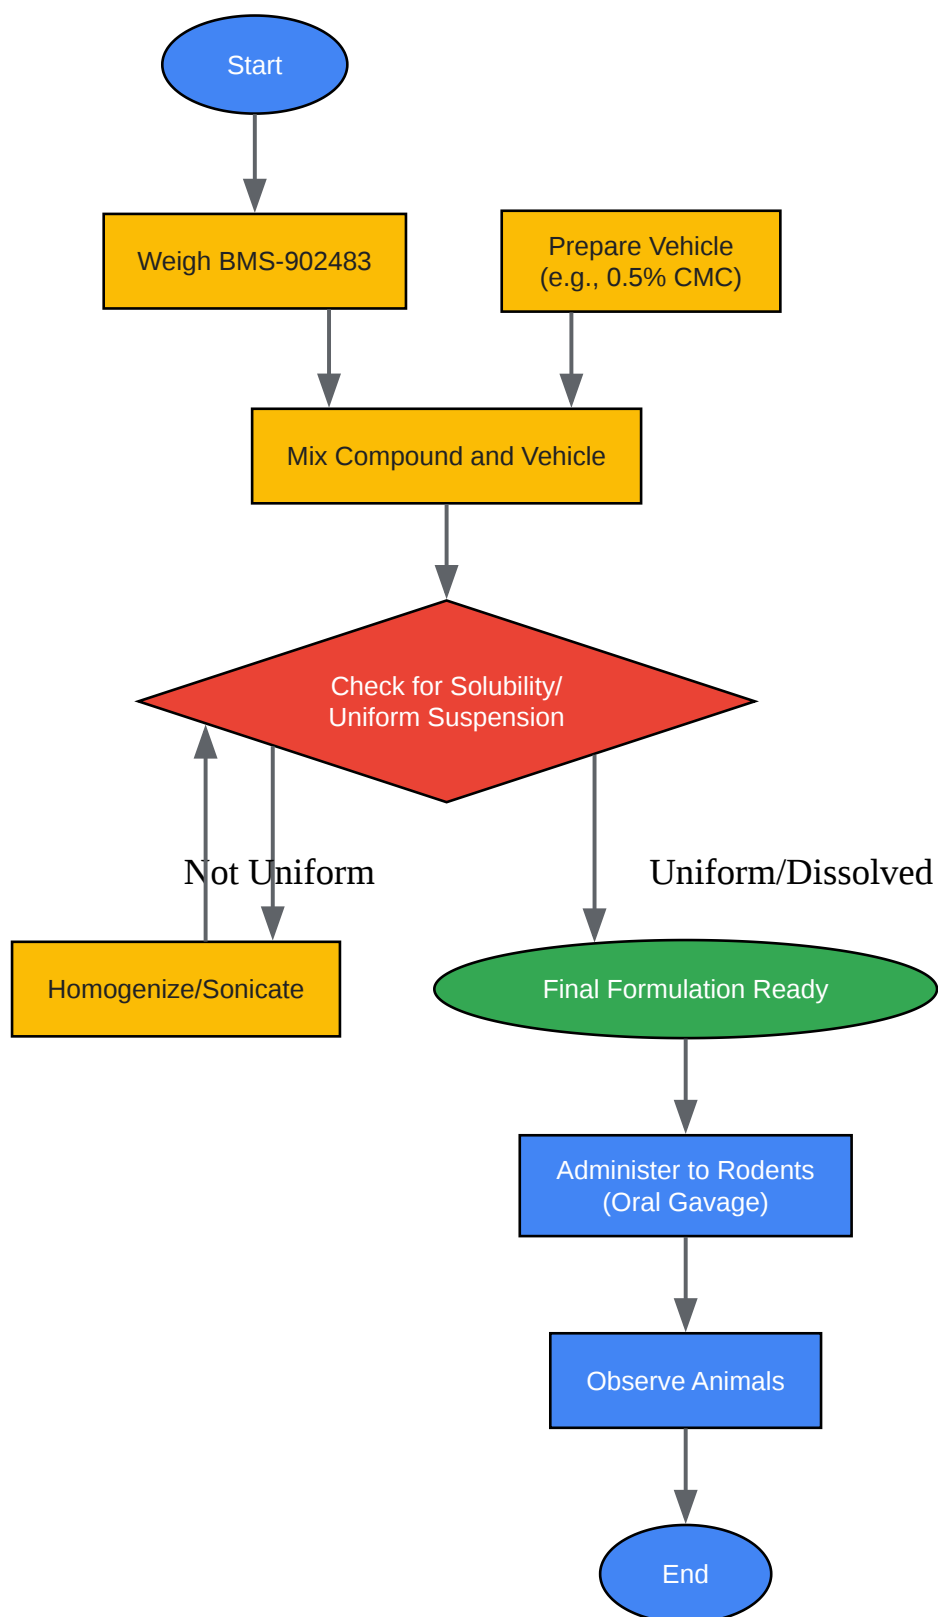 Start
Weigh BMS-902483
Prepare Vehicle
(e.g., 0.5% CMC)
Mix Compound and Vehicle
Check for Solubility/
Uniform Suspension
Not Uniform
Uniform/Dissolved
Homogenize/Sonicate
Final Formulation Ready
Administer to Rodents
(Oral Gavage)
Observe Animals
End